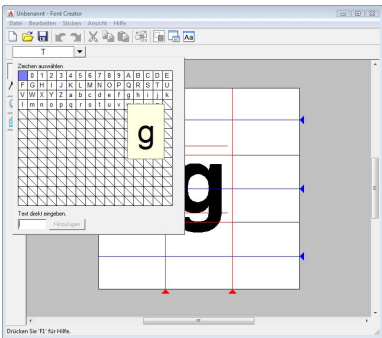 Unbenannt - Font Creator
Datei Bearbeiten Sticken Ansicht Hilfe
Aa
T
Zeichen auswählen
0 1 2 3 4 5 6 7 8 9 A B C D E
F G H I J K L M N O P Q R S T U
V W X Y Z a b c d e f g h i j k
l m n o p q r s t u v
g
g
Text direkt eingeben.
Hinzufügen
Drücken Sie 'F1' für Hilfe.